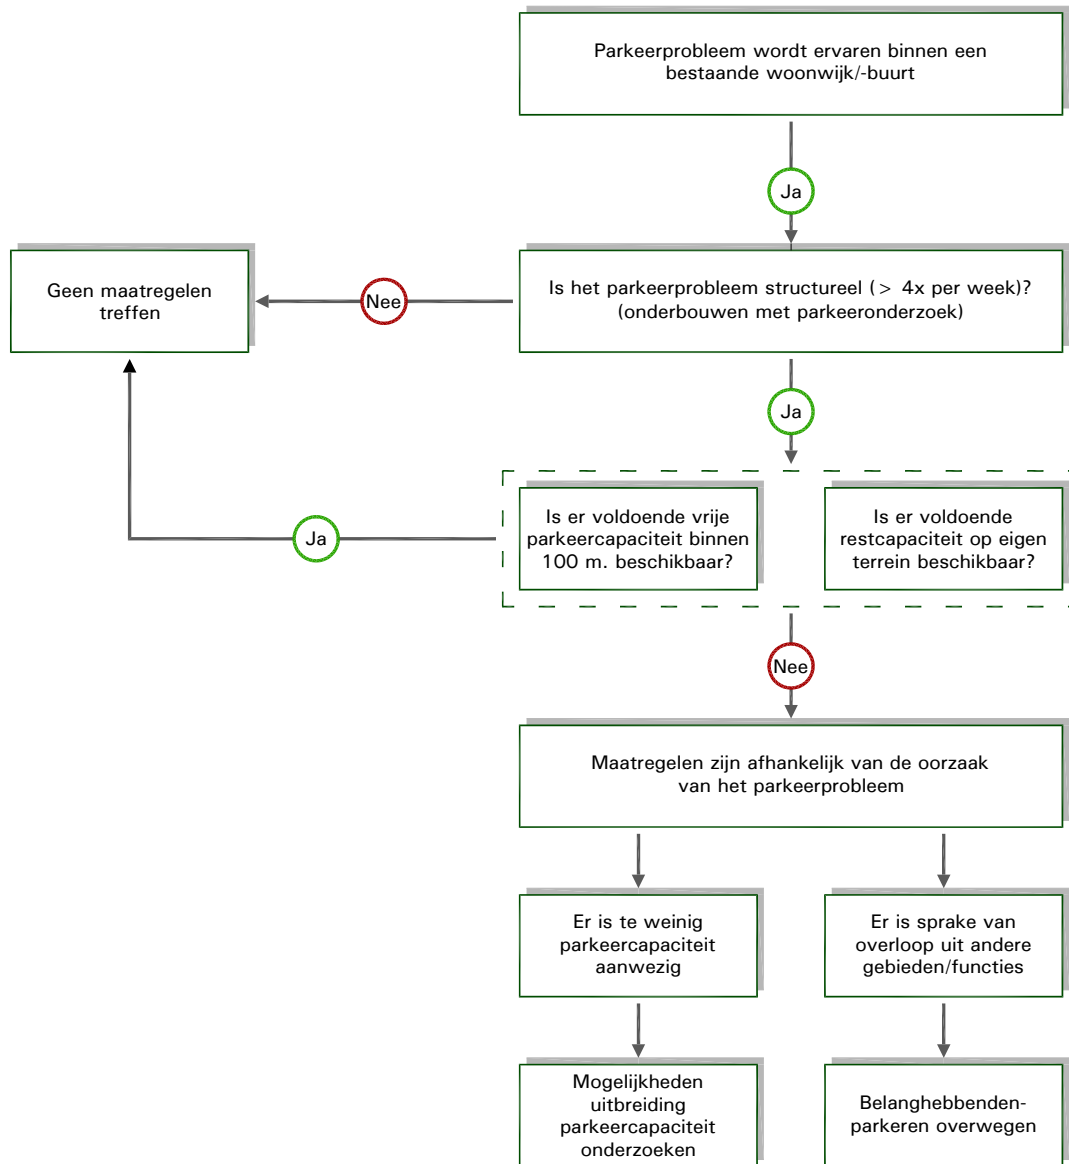 Parkeerprobleem wordt ervaren binnen een
bestaande woonwijk/-buurt
Ja
Geen maatregelen
treffen
Nee
Is het parkeerprobleem structureel (> 4x per week)?
(onderbouwen met parkeeronderzoek)
Ja
Ja
Is er voldoende vrije
parkeercapaciteit binnen
100 m. beschikbaar?
Is er voldoende
restcapaciteit op eigen
terrein beschikbaar?
Nee
Maatregelen zijn afhankelijk van de oorzaak
van het parkeerprobleem
Er is te weinig
parkeercapaciteit
aanwezig
Er is sprake van
overloop uit andere
gebieden/functies
Mogelijkheden
uitbreiding
parkeercapaciteit
onderzoeken
Belanghebbenden-
parkeren overwegen